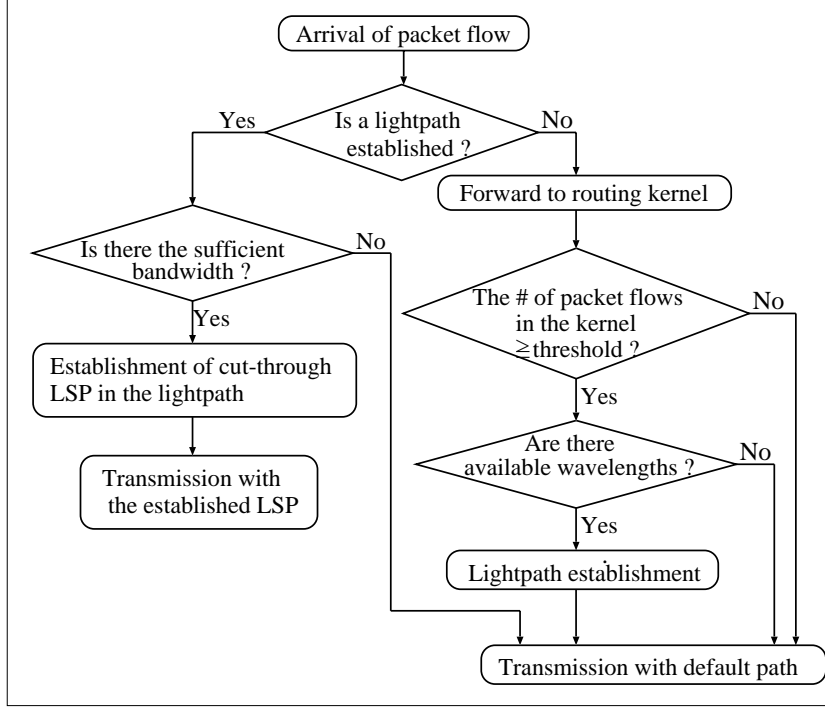 Arrival of packet flow
Is a lightpath
established ?
Yes
No
Forward to routing kernel
Is there the sufficient
bandwidth ?
No
Yes
The # of packet flows
in the kernel
≥threshold ?
No
Yes
Establishment of cut-through
LSP in the lightpath
Are there
available wavelengths ?
No
Yes
Transmission with
the established LSP
Lightpath establishment
Transmission with default path